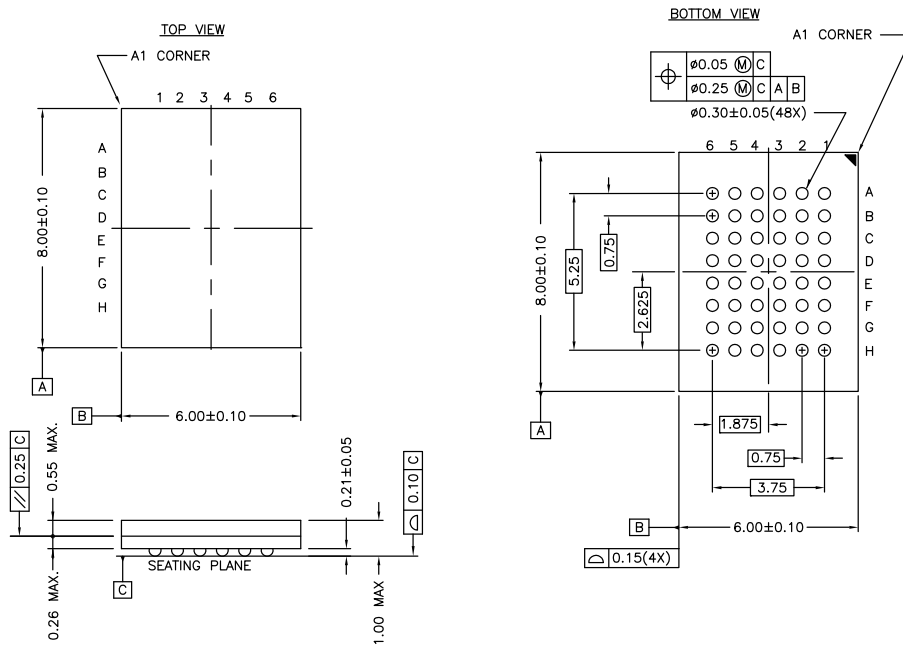 TOP VIEW
A1 CORNER
1 2 3 4 5 6
A
B
C
D
E
F
G
H
8.00±0.10
A
B
6.00±0.10
// 0.25 C
0.55 MAX.
0.21±0.05
⌓ 0.10 C
SEATING PLANE
C
0.26 MAX.
1.00 MAX
BOTTOM VIEW
A1 CORNER
⌖ ø0.05 Ⓜ C
ø0.25 Ⓜ C A B
ø0.30±0.05(48X)
6 5 4 3 2 1
A
B
C
D
E
F
G
H
8.00±0.10
5.25
0.75
2.625
A
1.875
0.75
3.75
B
6.00±0.10
⌓ 0.15(4X)